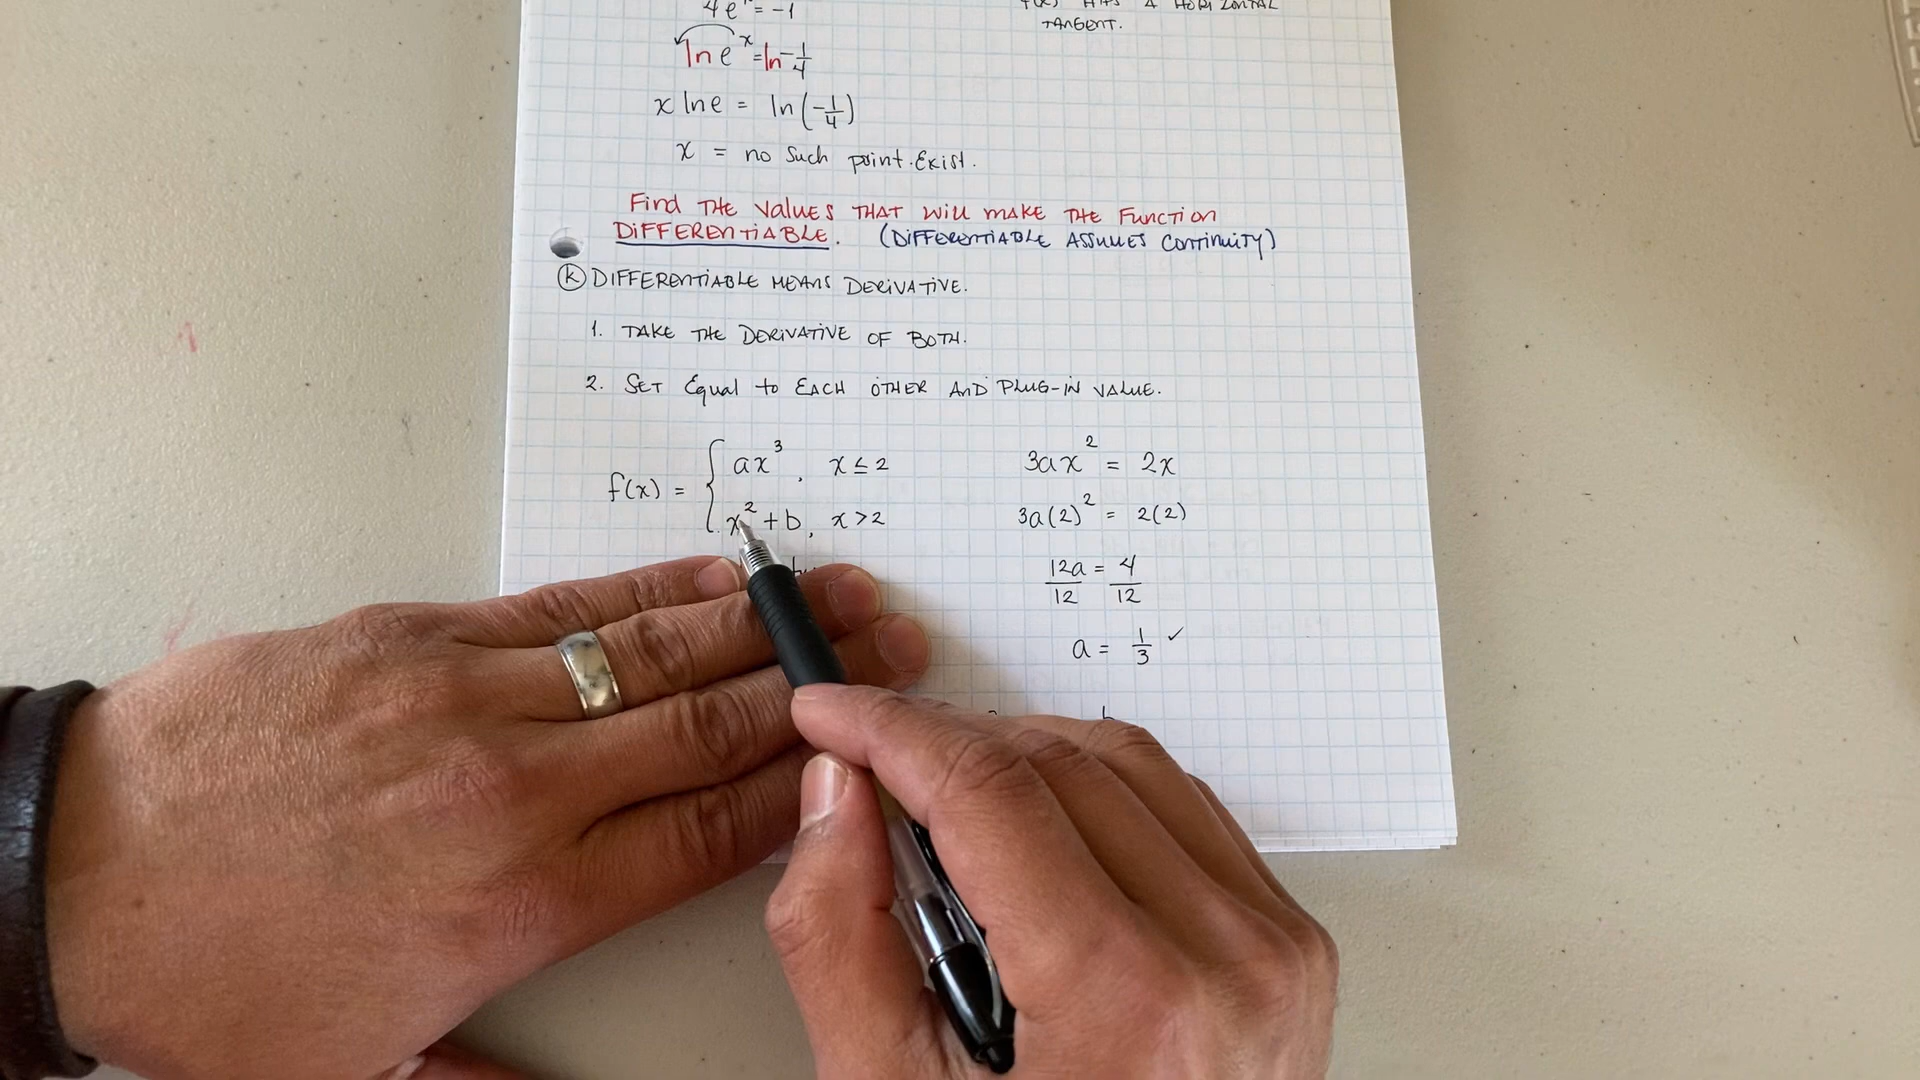 4e^x = -1
HORIZONTAL
TANGENT.
ln e^x = ln -1/4
x ln e = ln(-1/4)
x = no such point. Exist.
Find THE VALUES THAT WILL MAKE THE FUNCTION
DIFFERENTIABLE. (DIFFERENTIABLE ASSUMES CONTINUITY)
(K) DIFFERENTIABLE MEANS DERIVATIVE.
1. TAKE THE DERIVATIVE OF BOTH.
2. SET Equal to EACH OTHER AND PLUG-IN VALUE.
f(x) = { ax^3, x ≤ 2
x^2 + b, x > 2
3ax^2 = 2x
3a(2)^2 = 2(2)
12a/12 = 4/12
a = 1/3 ✓